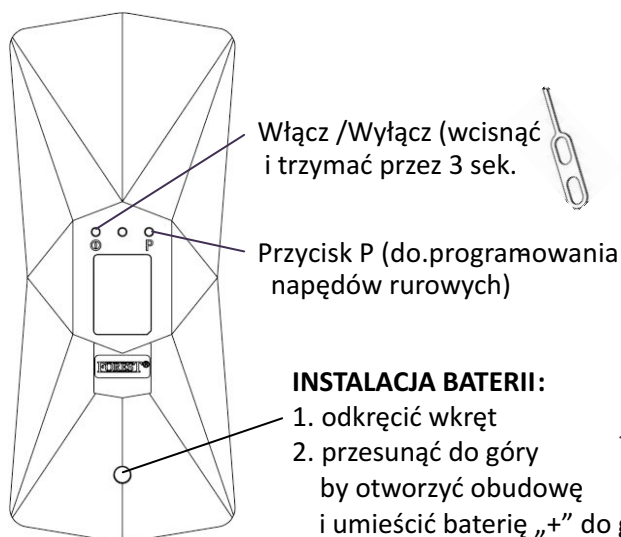 Włącz /Wyłącz (wcisnąć
i trzymać przez 3 sek.
P
Przycisk P (do.programowania
napędów rurowych)
FOREST®
INSTALACJA BATERII:
1. odkręcić wkręt
2. przesunąć do góry
by otworzyć obudowę
i umieścić baterię „+” do g